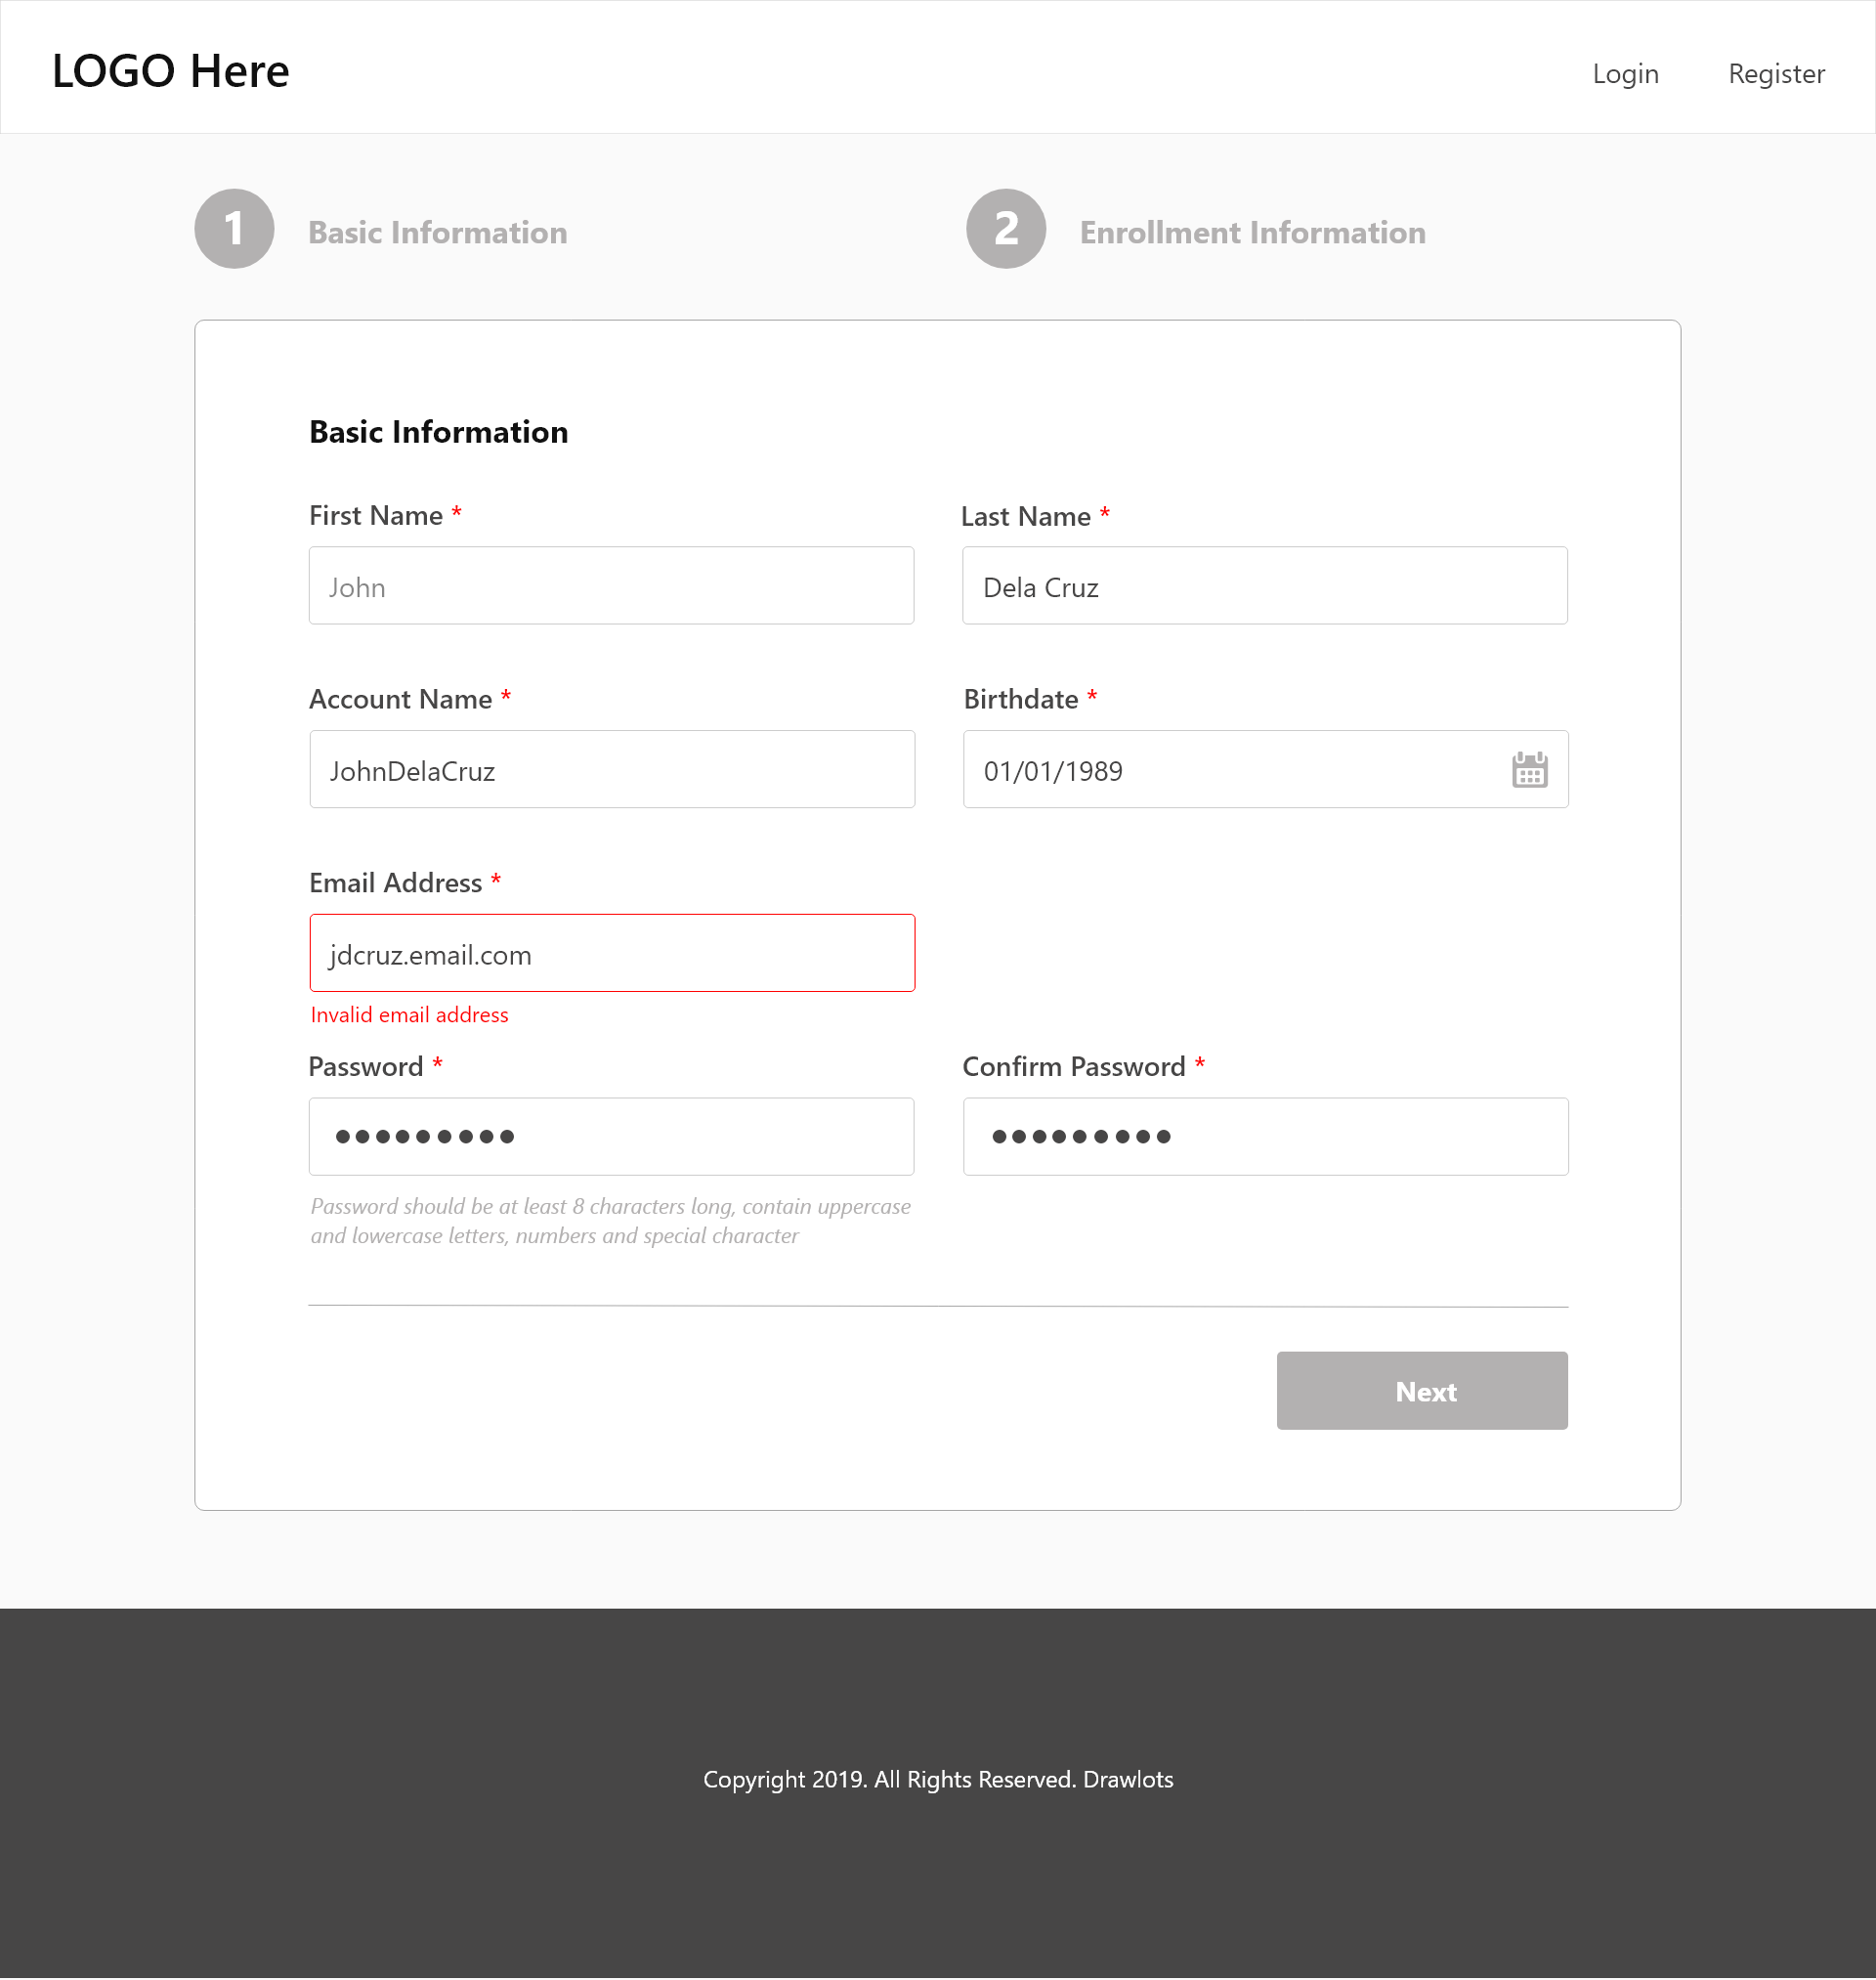 LOGO Here
Login
Register
1
Basic Information
2
Enrollment Information
Basic Information
First Name *
Last Name *
John
Dela Cruz
Account Name *
Birthdate *
JohnDelaCruz
01/01/1989
Email Address *
jdcruz.email.com
Invalid email address
Password *
Confirm Password *
●●●●●●●●●
●●●●●●●●●
Password should be at least 8 characters long, contain uppercase
and lowercase letters, numbers and special character
Next
Copyright 2019. All Rights Reserved. Drawlots